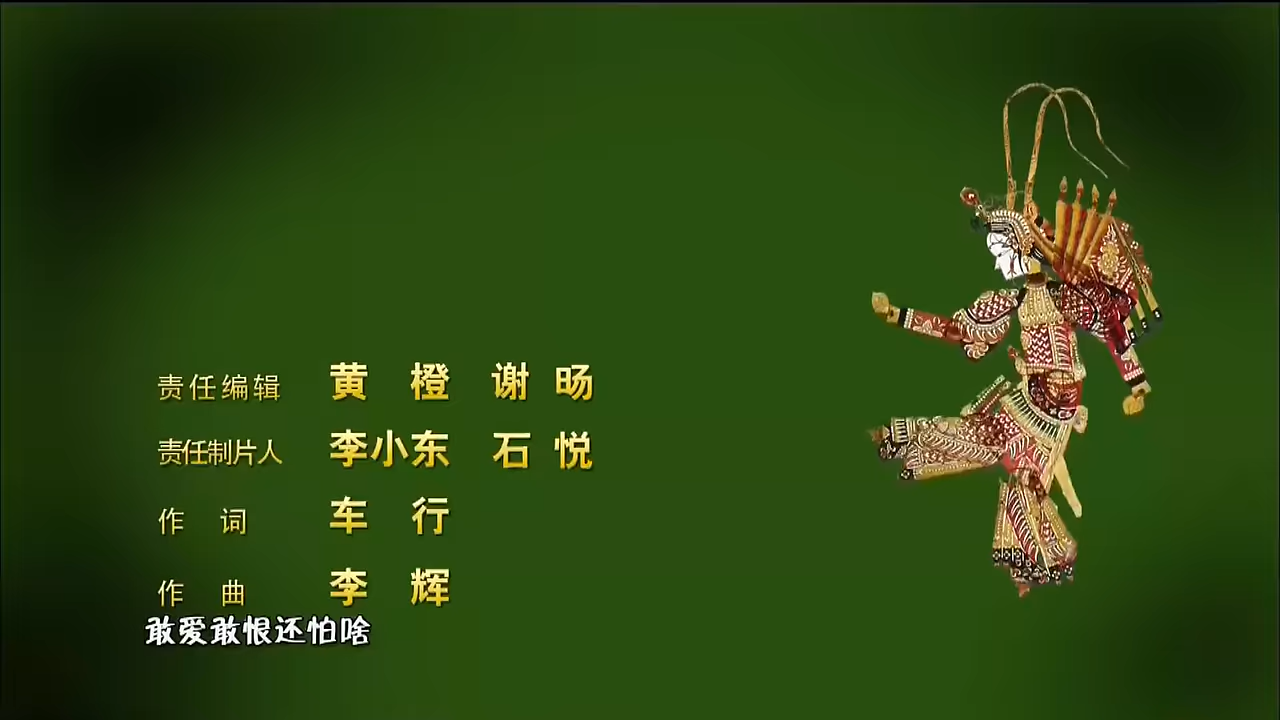 责任编辑 黄 橙 谢 旸
责任制片人 李小东 石 悦
作 词 车 行
作 曲 李 辉
敢爱敢恨还怕啥